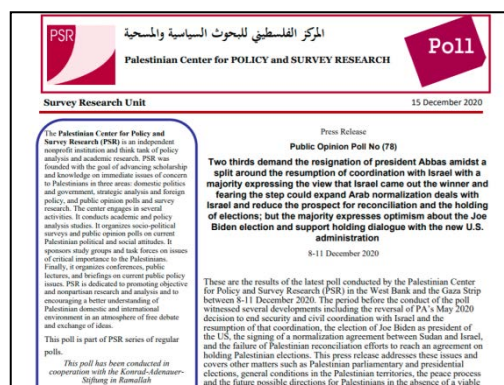 PSR
المركز الفلسطيني للبحوث السياسية والمسحية
Palestinian Center for POLICY and SURVEY RESEARCH
Poll
Survey Research Unit
15 December 2020
The Palestinian Center for Policy and
Survey Research (PSR) is an independent
nonprofit institution and think tank of policy
analysis and academic research. PSR was
founded with the goal of advancing scholarship
and knowledge on immediate issues of concern
to Palestinians in three areas: domestic politics
and government, strategic analysis and foreign
policy, and public opinion polls and survey
research. The center engages in several
activities. It conducts academic and policy
analysis studies. It organizes socio-political
surveys and public opinion polls on current
Palestinian political and social attitudes. It
sponsors study groups and task forces on issues
of critical importance to the Palestinians.
Finally, it organizes conferences, public
lectures, and briefings on current public policy
issues. PSR is dedicated to promoting objective
and nonpartisan research and analysis and to
encouraging a better understanding of
Palestinian domestic and international
environment in an atmosphere of free debate
and exchange of ideas.
This poll is part of PSR series of regular
polls.
This poll has been conducted in
cooperation with the Konrad-Adenauer-
Stiftung in Ramallah
Press Release
Public Opinion Poll No (78)
Two thirds demand the resignation of president Abbas amidst a
split around the resumption of coordination with Israel with a
majority expressing the view that Israel came out the winner and
fearing the step could expand Arab normalization deals with
Israel and reduce the prospect for reconciliation and the holding
of elections; but the majority expresses optimism about the Joe
Biden election and support holding dialogue with the new U.S.
administration
8-11 December 2020
These are the results of the latest poll conducted by the Palestinian Center
for Policy and Survey Research (PSR) in the West Bank and the Gaza Strip
between 8-11 December 2020. The period before the conduct of the poll
witnessed several developments including the reversal of PA's May 2020
decision to end security and civil coordination with Israel and the
resumption of that coordination, the election of Joe Biden as president of
the US, the signing of a normalization agreement between Sudan and Israel,
and the failure of Palestinian reconciliation efforts to reach an agreement on
holding Palestinian elections. This press release addresses these issues and
covers other matters such as Palestinian parliamentary and presidential
elections, general conditions in the Palestinian territories, the peace process
and the future possible directions for Palestinians in the absence of a viable